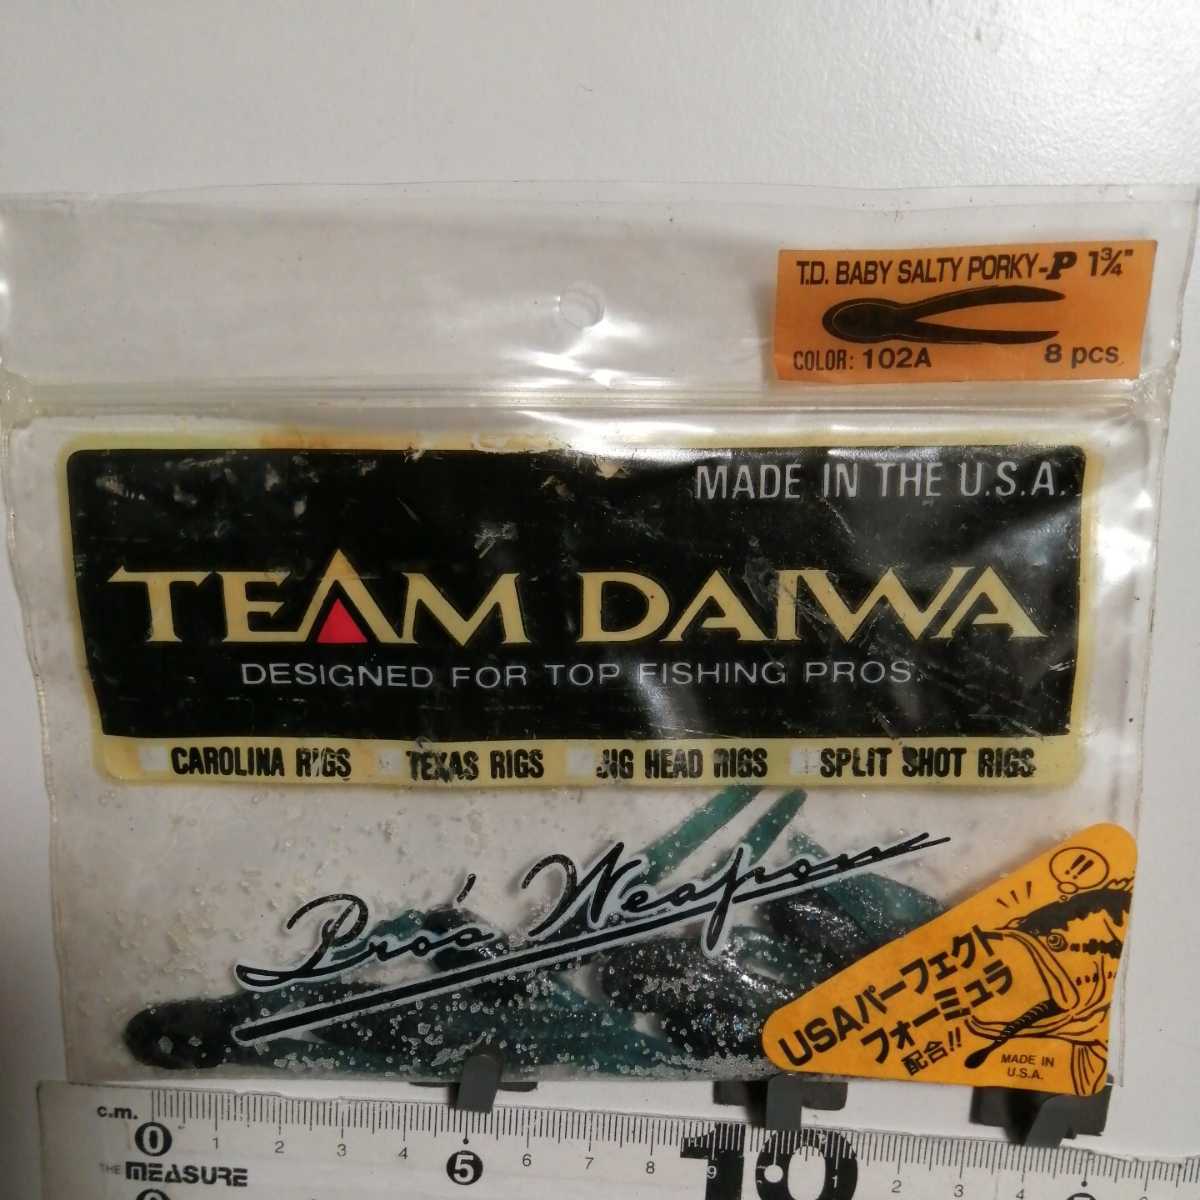 T.D. BABY SALTY PORKY-P 1¾"
COLOR: 102A 8 pcs
MADE IN THE U.S.A.
TEAM DAIWA
DESIGNED FOR TOP FISHING PROS.
CAROLINA RIGS TEXAS RIGS JIG HEAD RIGS SPLIT SHOT RIGS
Pro's Weapon
!!
USAパーフェクト
フォーミュラ
配合!!
MADE IN
U.S.A.
c.m.
0 1 2 3 4 5 6 7 8 9 10 1 2 3 4
THE MEASURE